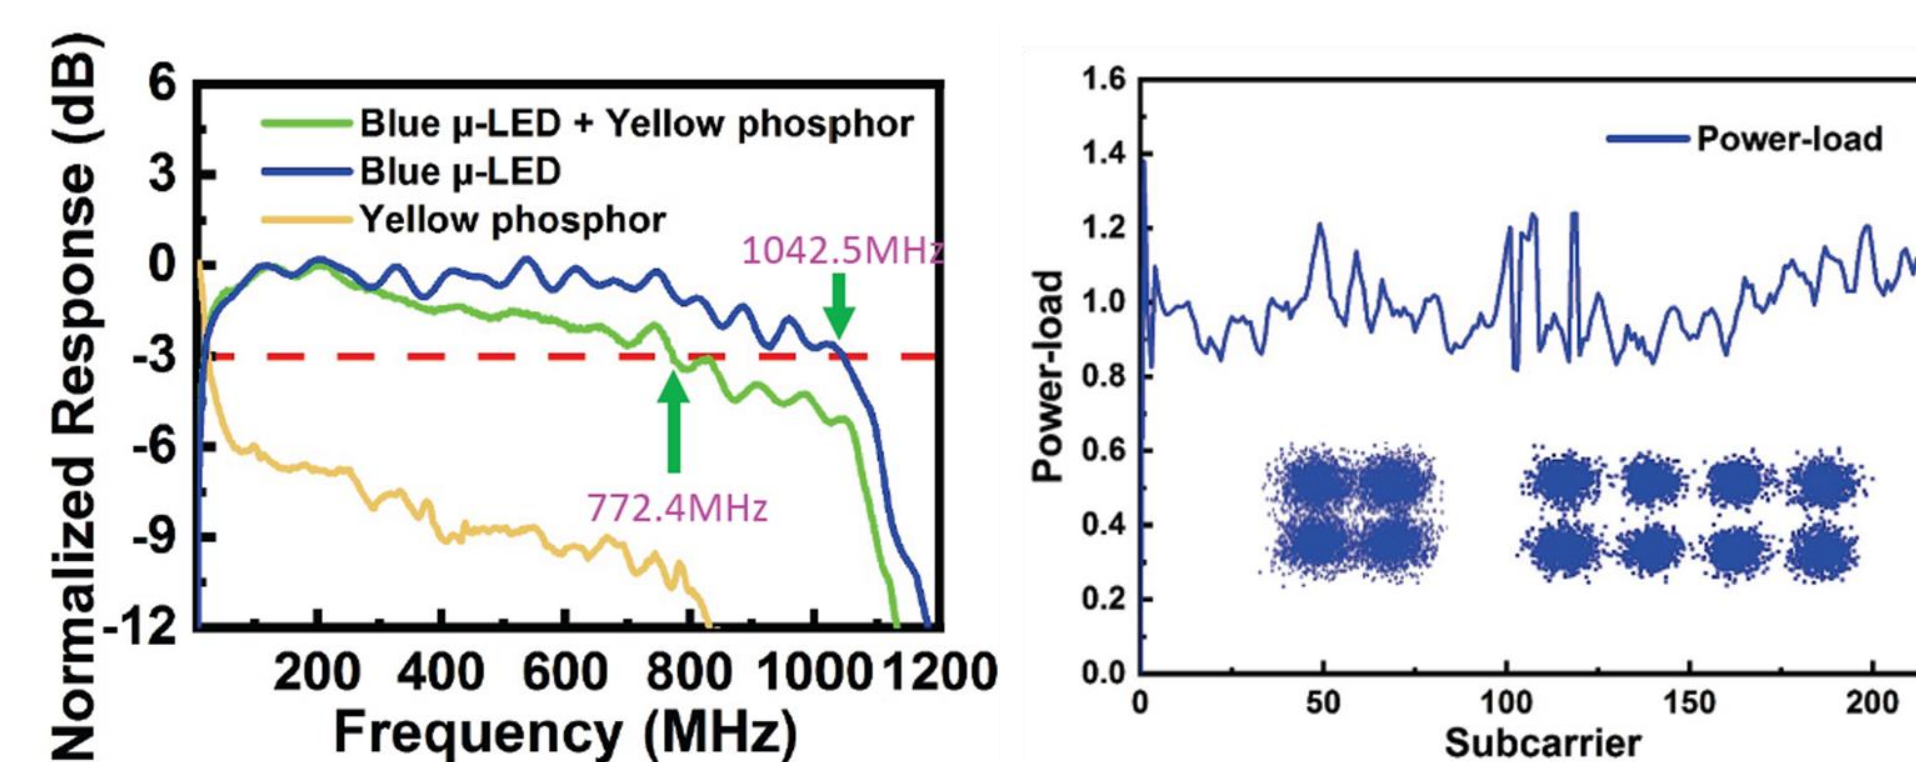 Normalized Response (dB)
6
3
0
-3
-6
-9
-12
Blue μ-LED + Yellow phosphor
Blue μ-LED
Yellow phosphor
1042.5MHz
772.4MHz
200 400 600 800 1000 1200
Frequency (MHz)
Power-load
1.6
1.4
1.2
1.0
0.8
0.6
0.4
0.2
0.0
Power-load
0 50 100 150 200
Subcarrier